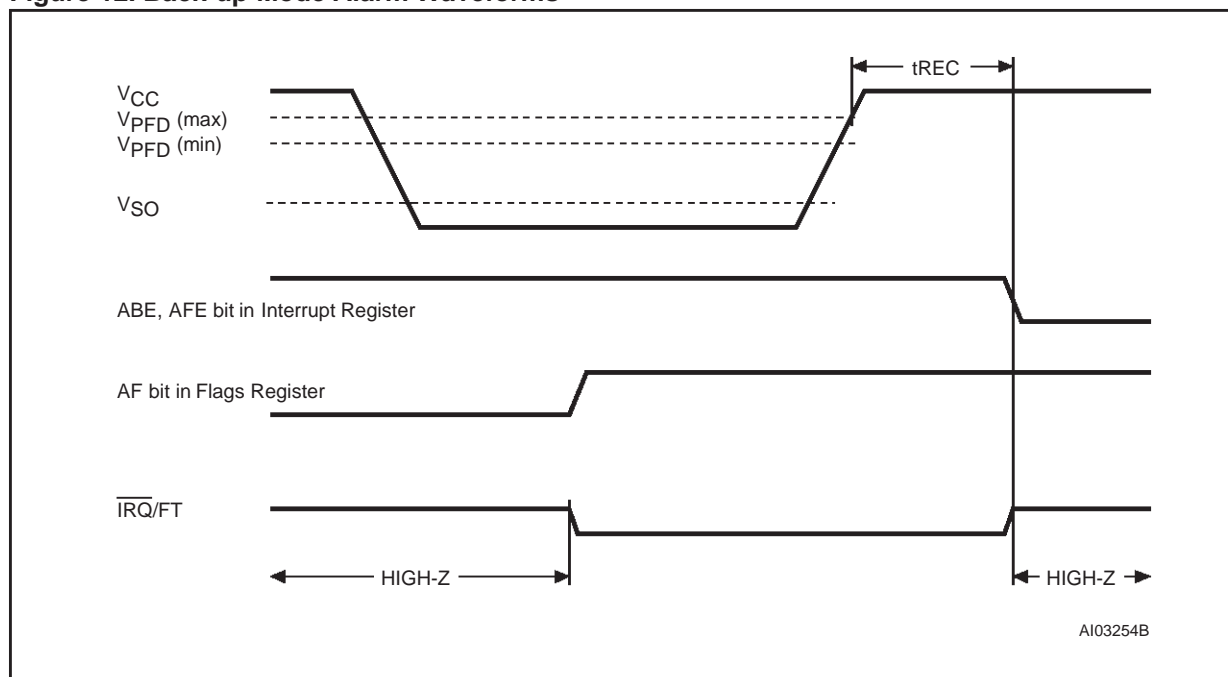 tREC
VCC
VPFD (max)
VPFD (min)
VSO
ABE, AFE bit in Interrupt Register
AF bit in Flags Register
IRQ/FT
HIGH-Z
HIGH-Z
AI03254B